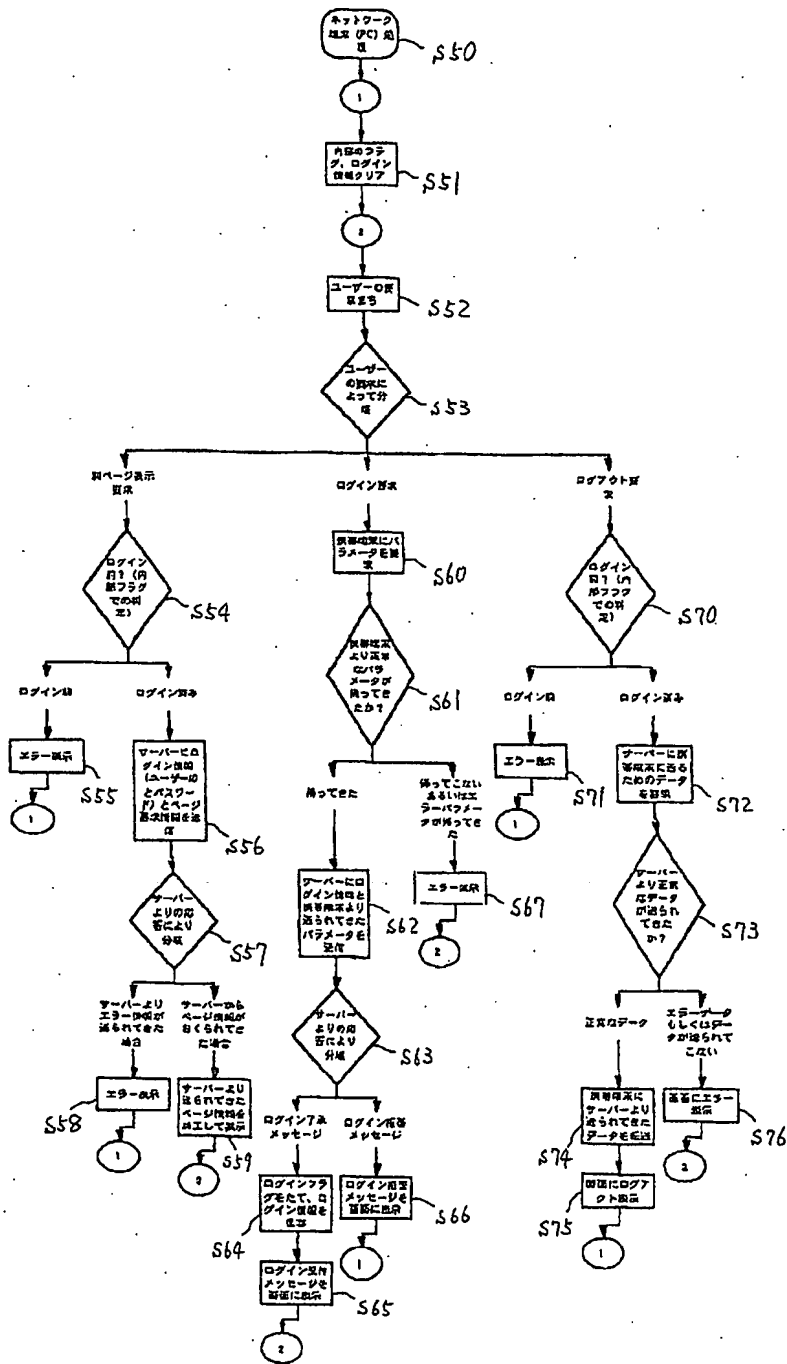 ネットワーク
端末 (PC) 処
理
S50
1
内部のフラ
グ、ログイン
情報クリア
S51
2
ユーザーの要
求まち
S52
ユーザー
の要求に
よって分
岐
S53
別ページ表示
要求
ログイン要求
ログアウト要
求
ログイン
済? (内
部フラグ
での判
定)
S54
携帯端末にパ
ラメータを要
求
S60
ログイン
済? (内
部フラグ
での判
定)
S70
携帯端末
より正常
なパラ
メータが
帰ってき
たか?
S61
ログイン前
ログイン済み
ログイン前
ログイン済み
エラー表示
S55
1
サーバーにロ
グイン情報
(ユーザーID
とパスワー
ド) とページ
要求情報を送
信
S56
帰ってきた
帰ってこない
あるいはエ
ラーパラメー
タが帰ってき
た
エラー表示
S71
1
サーバーに携
帯端末に送る
ためのデータ
を要求
S72
サーバー
よりの応
答により
分岐
S57
サーバーにロ
グイン情報と
携帯端末より
送られてきた
パラメータを
送付
S62
エラー表示
S67
2
サーバー
より正常
なデータ
が送られ
てきた
か?
S73
サーバーより
エラー情報が
送られてきた
場合
サーバーから
ページ情報が
おくられてき
た場合
サーバー
よりの応
答により
分岐
S63
正常なデータ
エラーデータ
もしくはデー
タが送られて
こない
エラー表示
S58
1
サーバーより
送られてきた
ページ情報を
加工して表示
S59
2
ログイン了承
メッセージ
ログイン拒否
メッセージ
携帯端末に
サーバーより
送られてきた
データを転送
S74
画面にエラー
表示
S76
2
ログインフラ
グをたて、ロ
グイン情報を
保存
S64
ログイン拒否
メッセージを
画面に表示
S66
1
画面にログア
ウト表示
S75
1
ログイン受付
メッセージを
画面に表示
S65
2